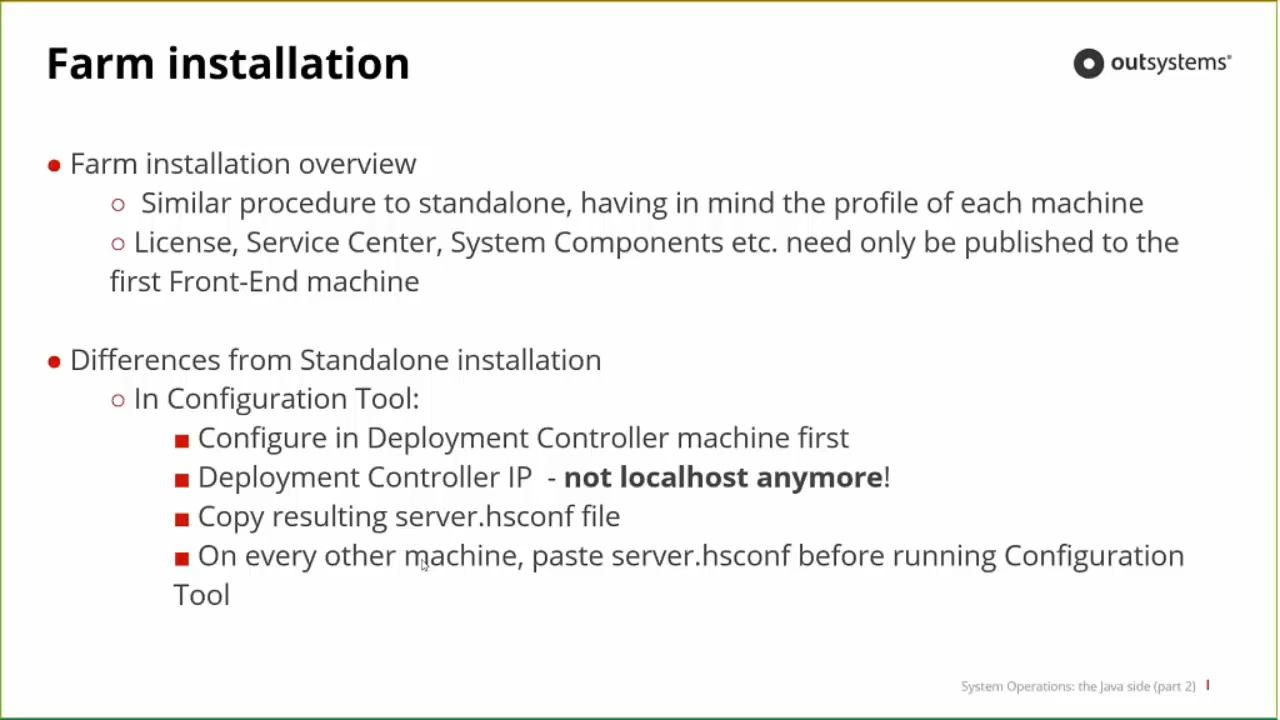 Farm installation
outsystems®
● Farm installation overview
○ Similar procedure to standalone, having in mind the profile of each machine
○ License, Service Center, System Components etc. need only be published to the
first Front-End machine
● Differences from Standalone installation
○ In Configuration Tool:
■ Configure in Deployment Controller machine first
■ Deployment Controller IP - not localhost anymore!
■ Copy resulting server.hsconf file
■ On every other machine, paste server.hsconf before running Configuration
Tool
System Operations: the Java side (part 2)